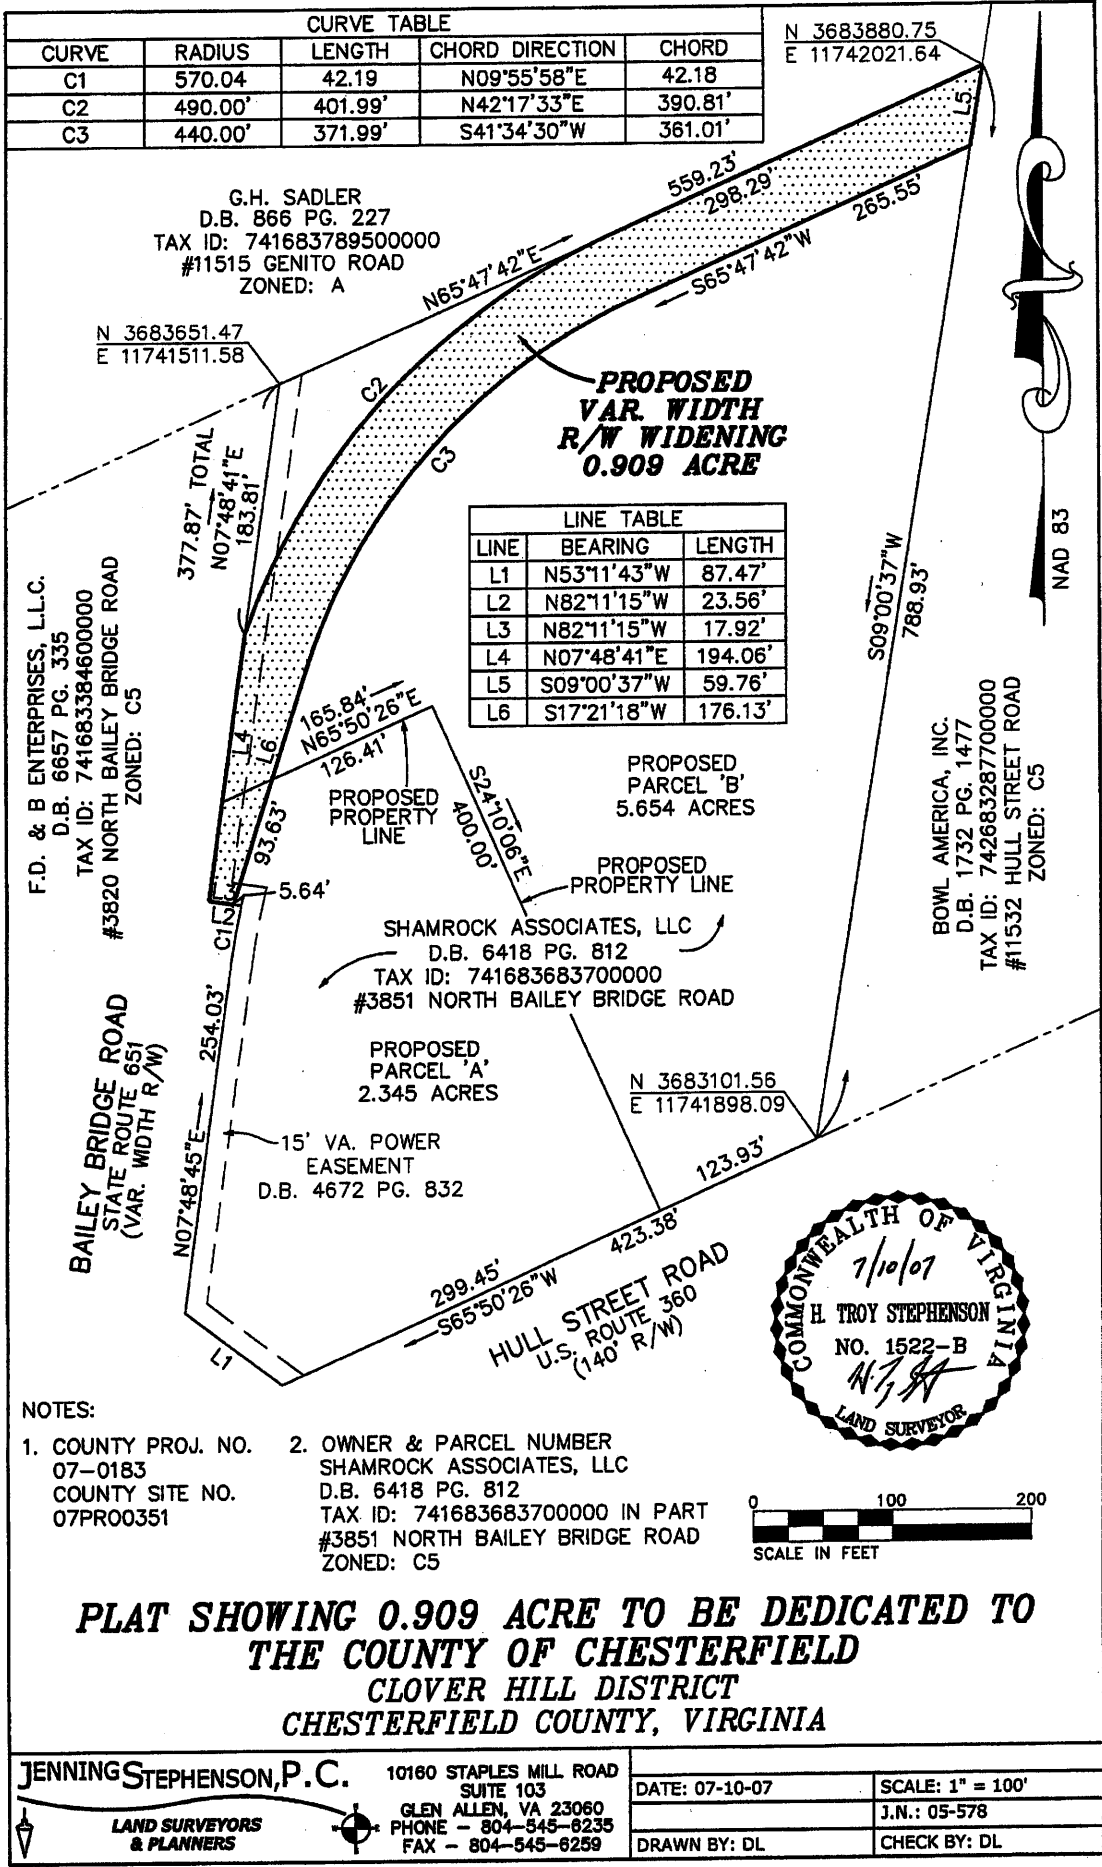 CURVE TABLE
CURVE RADIUS LENGTH CHORD DIRECTION CHORD
C1 570.04 42.19 N09°55'58"E 42.18
C2 490.00' 401.99' N42°17'33"E 390.81'
C3 440.00' 371.99' S41°34'30"W 361.01'
N 3683880.75
E 11742021.64
L5
559.23'
298.29'
265.55'
G.H. SADLER
D.B. 866 PG. 227
TAX ID: 741683789500000
#11515 GENITO ROAD
ZONED: A
N65°47'42"E
S65°47'42"W
N 3683651.47
E 11741511.58
C2
C3
PROPOSED
VAR. WIDTH
R/W WIDENING
0.909 ACRE
377.87' TOTAL
N07°48'41"E
183.81'
NAD 83
LINE TABLE
LINE BEARING LENGTH
L1 N53°11'43"W 87.47'
L2 N82°11'15"W 23.56'
L3 N82°11'15"W 17.92'
L4 N07°48'41"E 194.06'
L5 S09°00'37"W 59.76'
L6 S17°21'18"W 176.13'
S09°00'37"W
788.93'
F.D. & B ENTERPRISES, L.L.C.
D.B. 6657 PG. 335
TAX ID: 741683384600000
#3820 NORTH BAILEY BRIDGE ROAD
ZONED: C5
L4
L6
165.84'
N65°50'26"E
126.41'
PROPOSED
PROPERTY
LINE
S24°10'06"E
400.00'
PROPOSED
PARCEL 'B'
5.654 ACRES
PROPOSED
PROPERTY LINE
BOWL AMERICA, INC.
D.B. 1732 PG. 1477
TAX ID: 742683287700000
#11532 HULL STREET ROAD
ZONED: C5
93.63'
5.64'
L3
L2
C1
SHAMROCK ASSOCIATES, LLC
D.B. 6418 PG. 812
TAX ID: 741683683700000
#3851 NORTH BAILEY BRIDGE ROAD
254.03'
N07°48'45"E
BAILEY BRIDGE ROAD
STATE ROUTE 651
(VAR. WIDTH R/W)
PROPOSED
PARCEL 'A'
2.345 ACRES
N 3683101.56
E 11741898.09
15' VA. POWER
EASEMENT
D.B. 4672 PG. 832
123.93'
423.38'
299.45'
S65°50'26"W
HULL STREET ROAD
U.S. ROUTE 360
(140' R/W)
L1
COMMONWEALTH OF VIRGINIA
7/10/07
H. TROY STEPHENSON
NO. 1522-B
LAND SURVEYOR
NOTES:
1. COUNTY PROJ. NO.
07-0183
COUNTY SITE NO.
07PR00351
2. OWNER & PARCEL NUMBER
SHAMROCK ASSOCIATES, LLC
D.B. 6418 PG. 812
TAX ID: 741683683700000 IN PART
#3851 NORTH BAILEY BRIDGE ROAD
ZONED: C5
0 100 200
SCALE IN FEET
PLAT SHOWING 0.909 ACRE TO BE DEDICATED TO
THE COUNTY OF CHESTERFIELD
CLOVER HILL DISTRICT
CHESTERFIELD COUNTY, VIRGINIA
JENNINGSTEPHENSON, P.C.
LAND SURVEYORS
& PLANNERS
10160 STAPLES MILL ROAD
SUITE 103
GLEN ALLEN, VA 23060
PHONE - 804-545-6235
FAX - 804-545-6259
DATE: 07-10-07
SCALE: 1" = 100'
J.N.: 05-578
DRAWN BY: DL
CHECK BY: DL